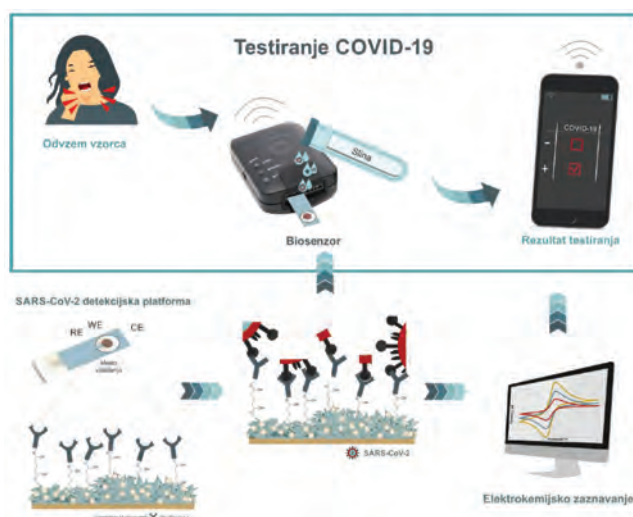 Testiranje COVID-19
Odvzem vzorca
Slina
Biosenzor
COVID-19
-
+
Rezultat testiranja
SARS-CoV-2 detekcijska platforma
RE WE CE
SARS-CoV-2
Elektrokemijsko zaznavanje